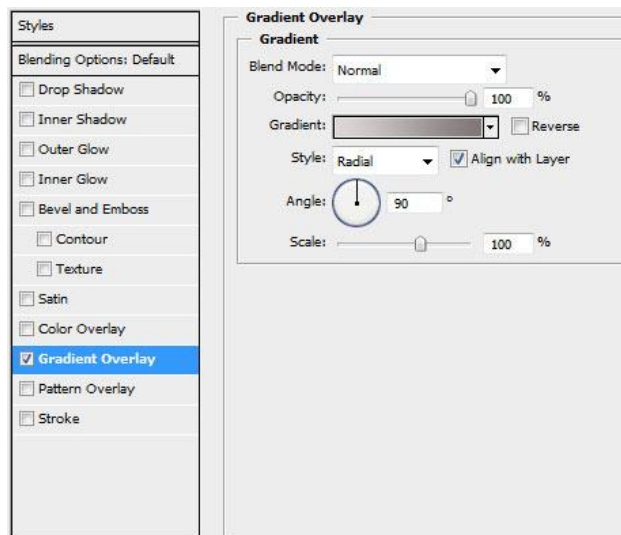 Styles
Blending Options: Default
Drop Shadow
Inner Shadow
Outer Glow
Inner Glow
Bevel and Emboss
Contour
Texture
Satin
Color Overlay
Gradient Overlay
Pattern Overlay
Stroke
Gradient Overlay
Gradient
Blend Mode: Normal
Opacity: 100 %
Gradient: Reverse
Style: Radial Align with Layer
Angle: 90 °
Scale: 100 %